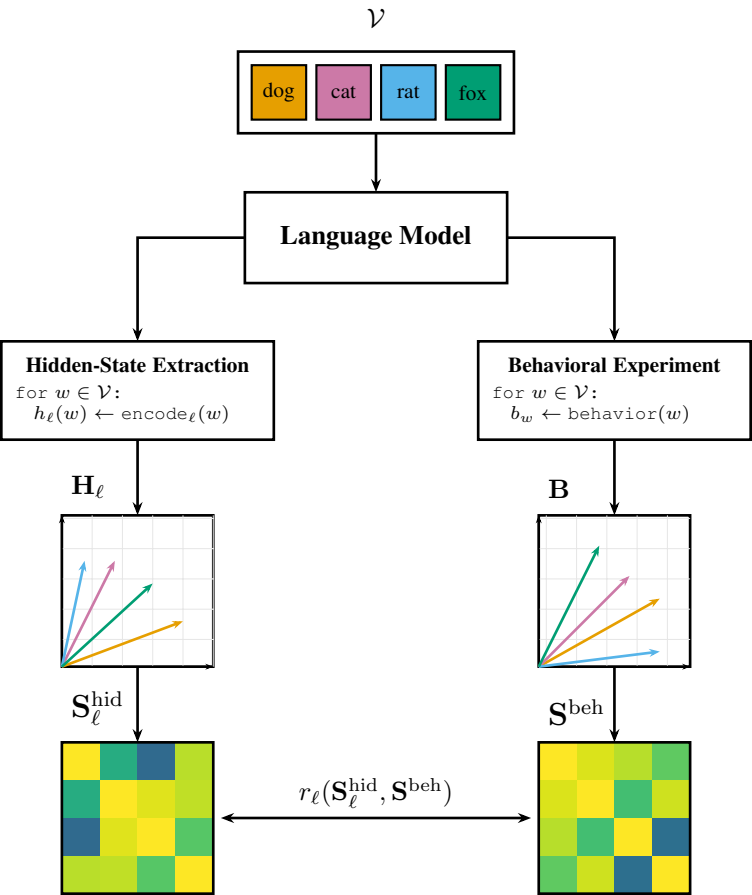 𝒱
dog cat rat fox
Language Model
Hidden-State Extraction
for w ∈ 𝒱:
h_ℓ(w) ← encode_ℓ(w)
Behavioral Experiment
for w ∈ 𝒱:
b_w ← behavior(w)
H_ℓ
B
S_ℓ^hid
S^beh
r_ℓ(S_ℓ^hid, S^beh)